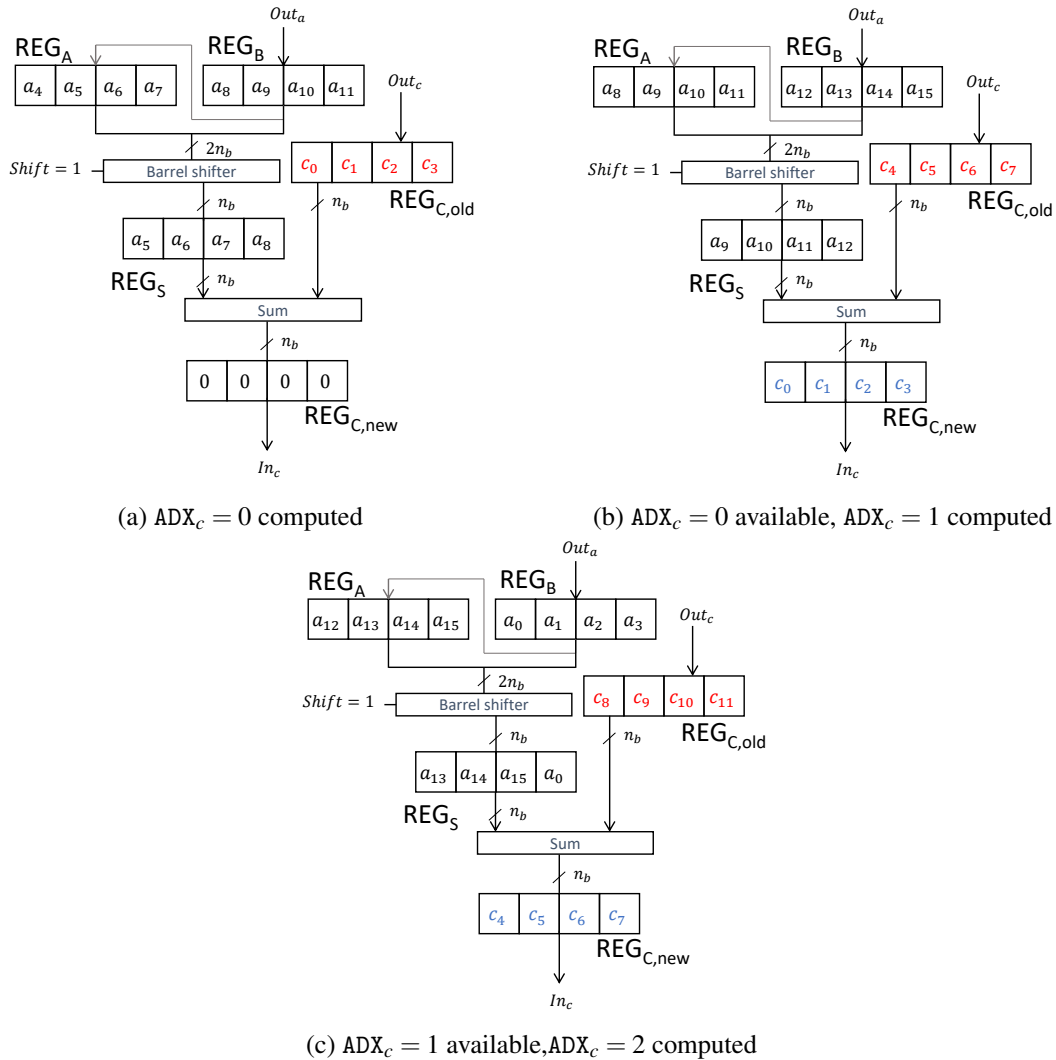 Out_a
REG_A REG_B
a_4 a_5 a_6 a_7 a_8 a_9 a_10 a_11
Out_c
2n_b
Shift = 1 Barrel shifter
c_0 c_1 c_2 c_3
REG_C,old
n_b n_b
a_5 a_6 a_7 a_8
REG_S n_b
Sum
n_b
0 0 0 0
REG_C,new
In_c
(a) ADX_c = 0 computed
Out_a
REG_A REG_B
a_8 a_9 a_10 a_11 a_12 a_13 a_14 a_15
Out_c
2n_b
Shift = 1 Barrel shifter
c_4 c_5 c_6 c_7
REG_C,old
n_b n_b
a_9 a_10 a_11 a_12
REG_S n_b
Sum
n_b
c_0 c_1 c_2 c_3
REG_C,new
In_c
(b) ADX_c = 0 available, ADX_c = 1 computed
Out_a
REG_A REG_B
a_12 a_13 a_14 a_15 a_0 a_1 a_2 a_3
Out_c
2n_b
Shift = 1 Barrel shifter
c_8 c_9 c_10 c_11
REG_C,old
n_b n_b
a_13 a_14 a_15 a_0
REG_S n_b
Sum
n_b
c_4 c_5 c_6 c_7
REG_C,new
In_c
(c) ADX_c = 1 available,ADX_c = 2 computed